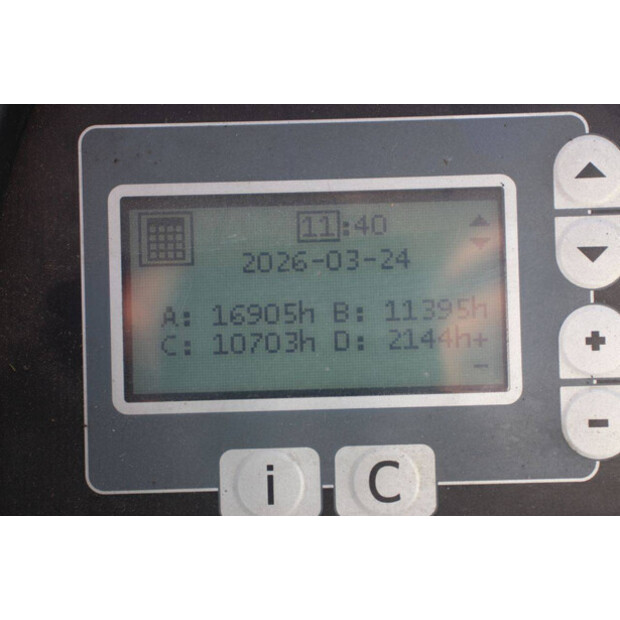 11:40
2026-03-24
A: 16905h B: 11395h
C: 10703h D: 2144h+
-
i C
+
-